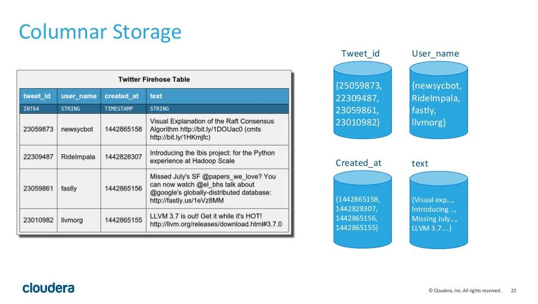 Columnar Storage
Twitter Firehose Table
tweet_id user_name created_at text
INT64 STRING TIMESTAMP STRING
23059873 newsycbot 1442865158 Visual Explanation of the Raft Consensus
Algorithm http://bit.ly/1DOUac0 (cmts
http://bit.ly/1HKmjfc)
22309487 RideImpala 1442828307 Introducing the Ibis project: for the Python
experience at Hadoop Scale
23059861 fastly 1442865156 Missed July's SF @papers_we_love? You
can now watch @el_bhs talk about
@google's globally-distributed database:
http://fastly.us/1eVz8MM
23010982 llvmorg 1442865155 LLVM 3.7 is out! Get it while it's HOT!
http://llvm.org/releases/download.html#3.7.0
Tweet_id
{25059873,
22309487,
23059861,
23010982}
User_name
{newsycbot,
RideImpala,
fastly,
llvmorg}
Created_at
{1442865158,
1442828307,
1442865156,
1442865155}
text
{Visual exp…,
Introducing ..,
Missing July…,
LLVM 3.7….}
cloudera
© Cloudera, Inc. All rights reserved. 22